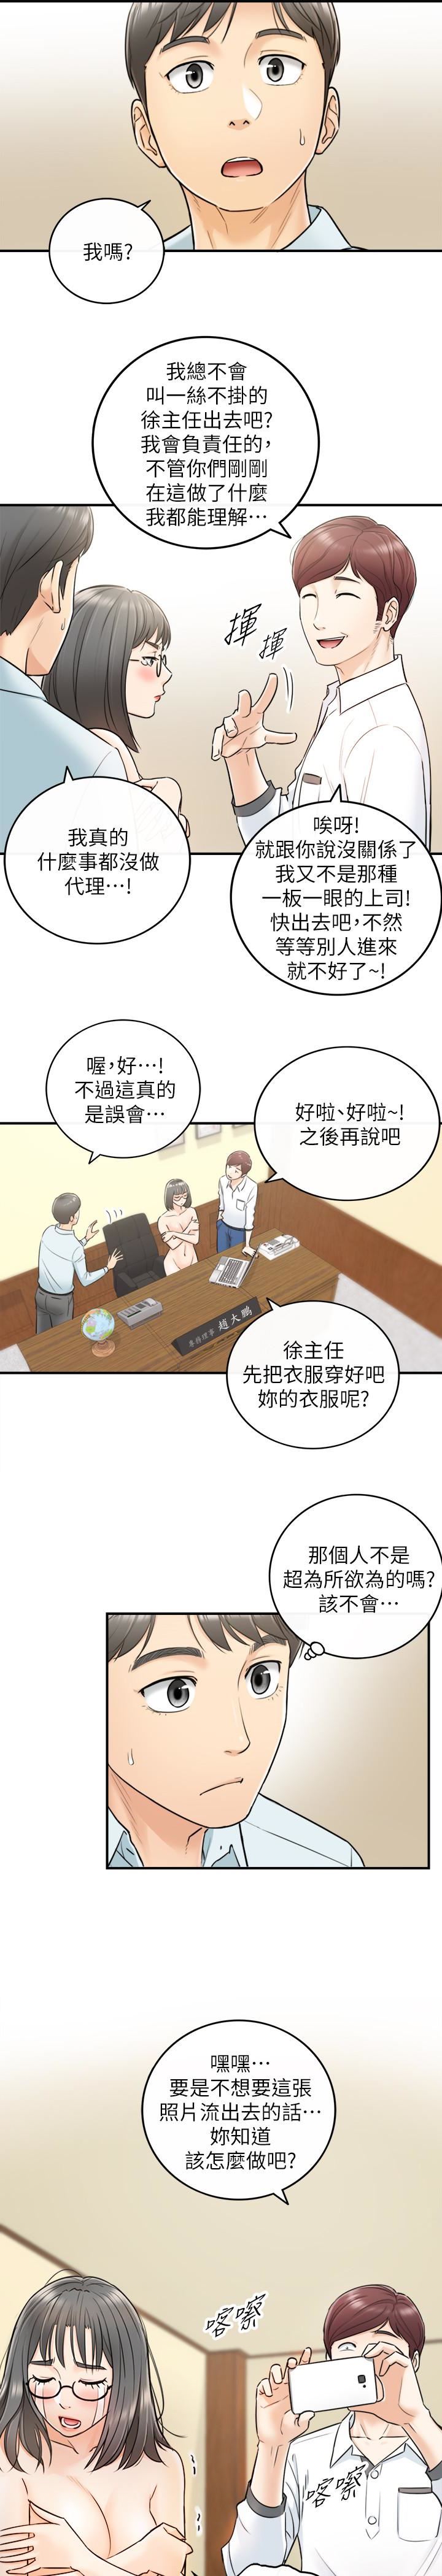 我嗎?
我總不會
叫一絲不掛的
徐主任出去吧?
我會負責任的,
不管你們剛剛
在這做了什麼
我都能理解…
揮
揮
我真的
什麼事都沒做
代理…!
唉呀!
就跟你說沒關係了
我又不是那種
一板一眼的上司!
快出去吧,不然
等等別人進來
就不好了~!
喔,好…!
不過這真的
是誤會…
好啦、好啦~!
之後再說吧
專務理事 趙大鵬
徐主任
先把衣服穿好吧
妳的衣服呢?
那個人不是
超為所欲為的嗎?
該不會…
嘿嘿…
要是不想要這張
照片流出去的話…
妳知道
該怎麼做吧?
喀嚓
喀嚓